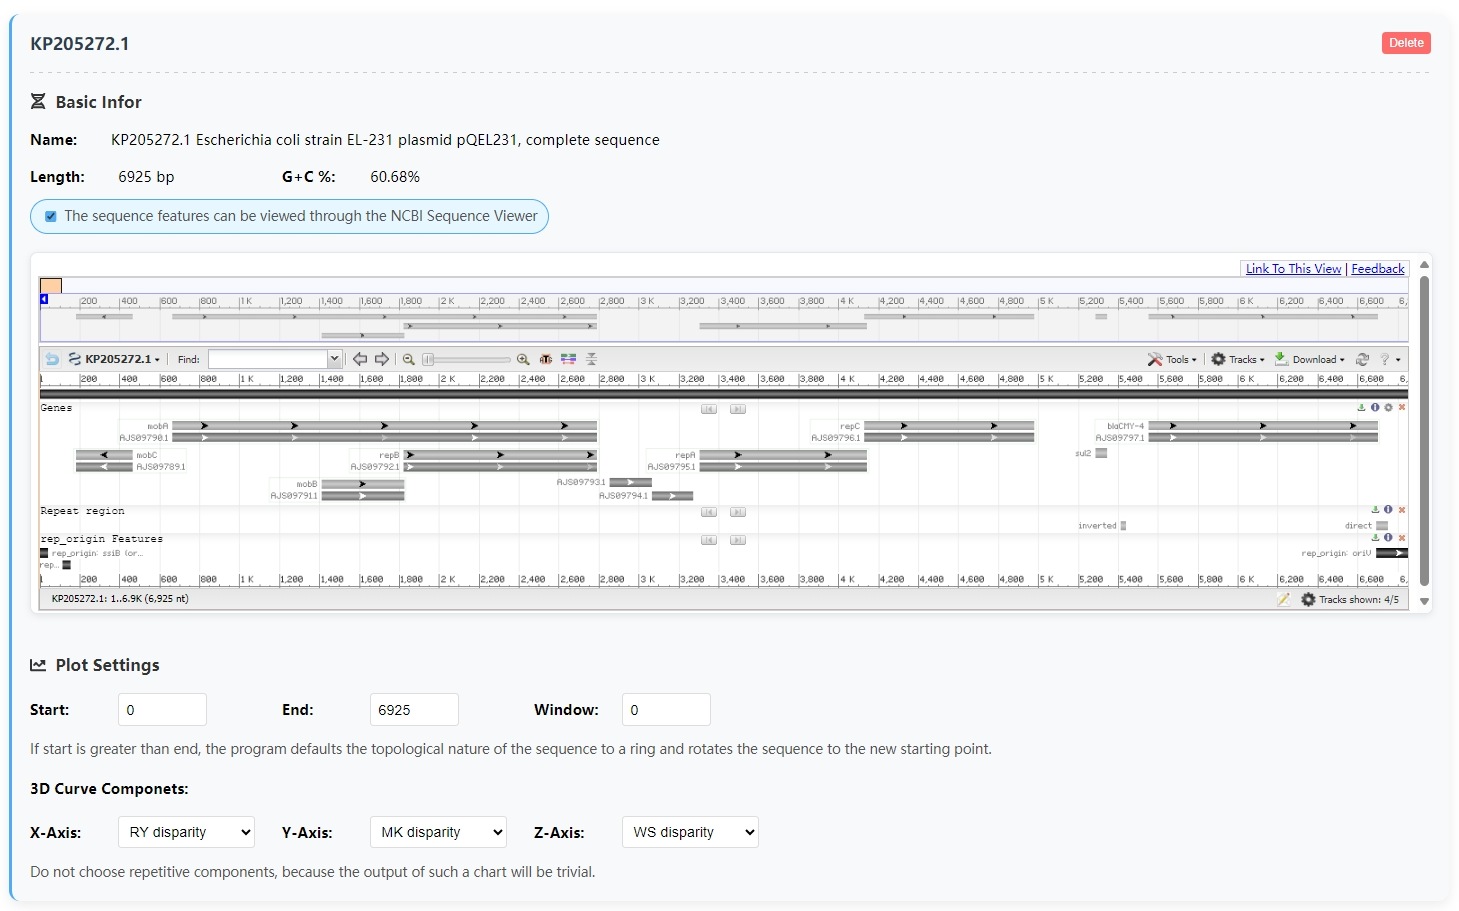 KP205272.1
Delete
Basic Infor
Name: KP205272.1 Escherichia coli strain EL-231 plasmid pQEL231, complete sequence
Length: 6925 bp G+C %: 60.68%
The sequence features can be viewed through the NCBI Sequence Viewer
Link To This View | Feedback
200 400 600 800 1 K 1,200 1,400 1,600 1,800 2 K 2,200 2,400 2,600 2,800 3 K 3,200 3,400 3,600 3,800 4 K 4,200 4,400 4,600 4,800 5 K 5,200 5,400 5,600 5,800 6 K 6,200 6,400 6,600 6,
KP205272.1 Find: Tools Tracks Download ?
1 200 400 600 800 1 K 1,200 1,400 1,600 1,800 2 K 2,200 2,400 2,600 2,800 3 K 3,200 3,400 3,600 3,800 4 K 4,200 4,400 4,600 4,800 5 K 5,200 5,400 5,600 5,800 6 K 6,200 6,400 6,600 6,
Genes
mobA repC blaCMY-4
AJS09790.1 AJS09796.1 AJS09797.1
mobC repB repA sul2
AJS09789.1 AJS09792.1 AJS09795.1
mobB AJS09793.1
AJS09791.1 AJS09794.1
Repeat region
inverted direct
rep_origin Features
rep_origin: ssiB (or... rep_origin: oriV
rep...
1 200 400 600 800 1 K 1,200 1,400 1,600 1,800 2 K 2,200 2,400 2,600 2,800 3 K 3,200 3,400 3,600 3,800 4 K 4,200 4,400 4,600 4,800 5 K 5,200 5,400 5,600 5,800 6 K 6,200 6,400 6,600 6,
KP205272.1: 1..6.9K (6,925 nt) Tracks shown: 4/5
Plot Settings
Start: 0 End: 6925 Window: 0
If start is greater than end, the program defaults the topological nature of the sequence to a ring and rotates the sequence to the new starting point.
3D Curve Componets:
X-Axis: RY disparity Y-Axis: MK disparity Z-Axis: WS disparity
Do not choose repetitive components, because the output of such a chart will be trivial.